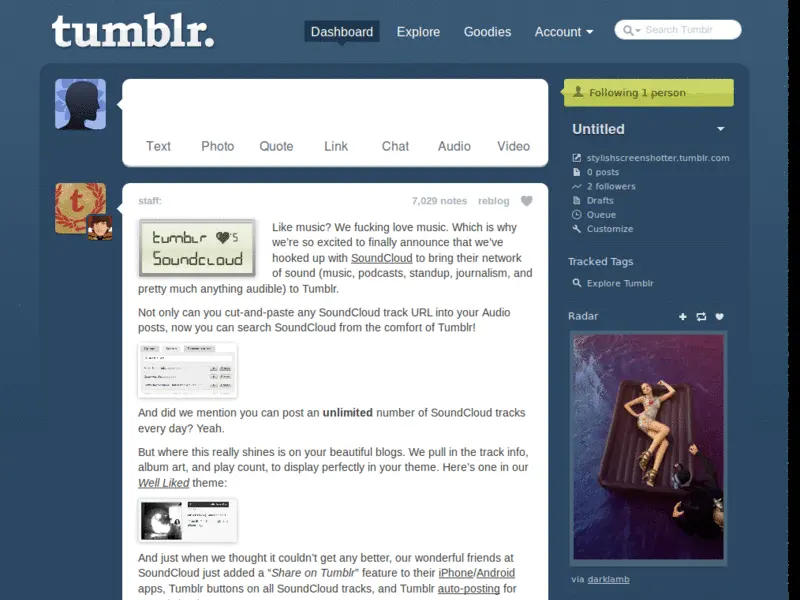 tumblr.
Dashboard
Explore
Goodies
Account
Search Tumblr
Text
Photo
Quote
Link
Chat
Audio
Video
staff:
7,029 notes
reblog
tumblr ♥'s
Soundcloud
Like music? We fucking love music. Which is why
we're so excited to finally announce that we've
hooked up with SoundCloud to bring their network
of sound (music, podcasts, standup, journalism, and
pretty much anything audible) to Tumblr.
Not only can you cut-and-paste any SoundCloud track URL into your Audio
posts, now you can search SoundCloud from the comfort of Tumblr!
And did we mention you can post an unlimited number of SoundCloud tracks
every day? Yeah.
But where this really shines is on your beautiful blogs. We pull in the track info,
album art, and play count, to display perfectly in your theme. Here's one in our
Well Liked theme:
And just when we thought it couldn't get any better, our wonderful friends at
SoundCloud just added a “Share on Tumblr” feature to their iPhone/Android
apps, Tumblr buttons on all SoundCloud tracks, and Tumblr auto-posting for
Following 1 person
Untitled
stylishscreenshotter.tumblr.com
0 posts
2 followers
Drafts
Queue
Customize
Tracked Tags
Explore Tumblr
Radar
via darklamb